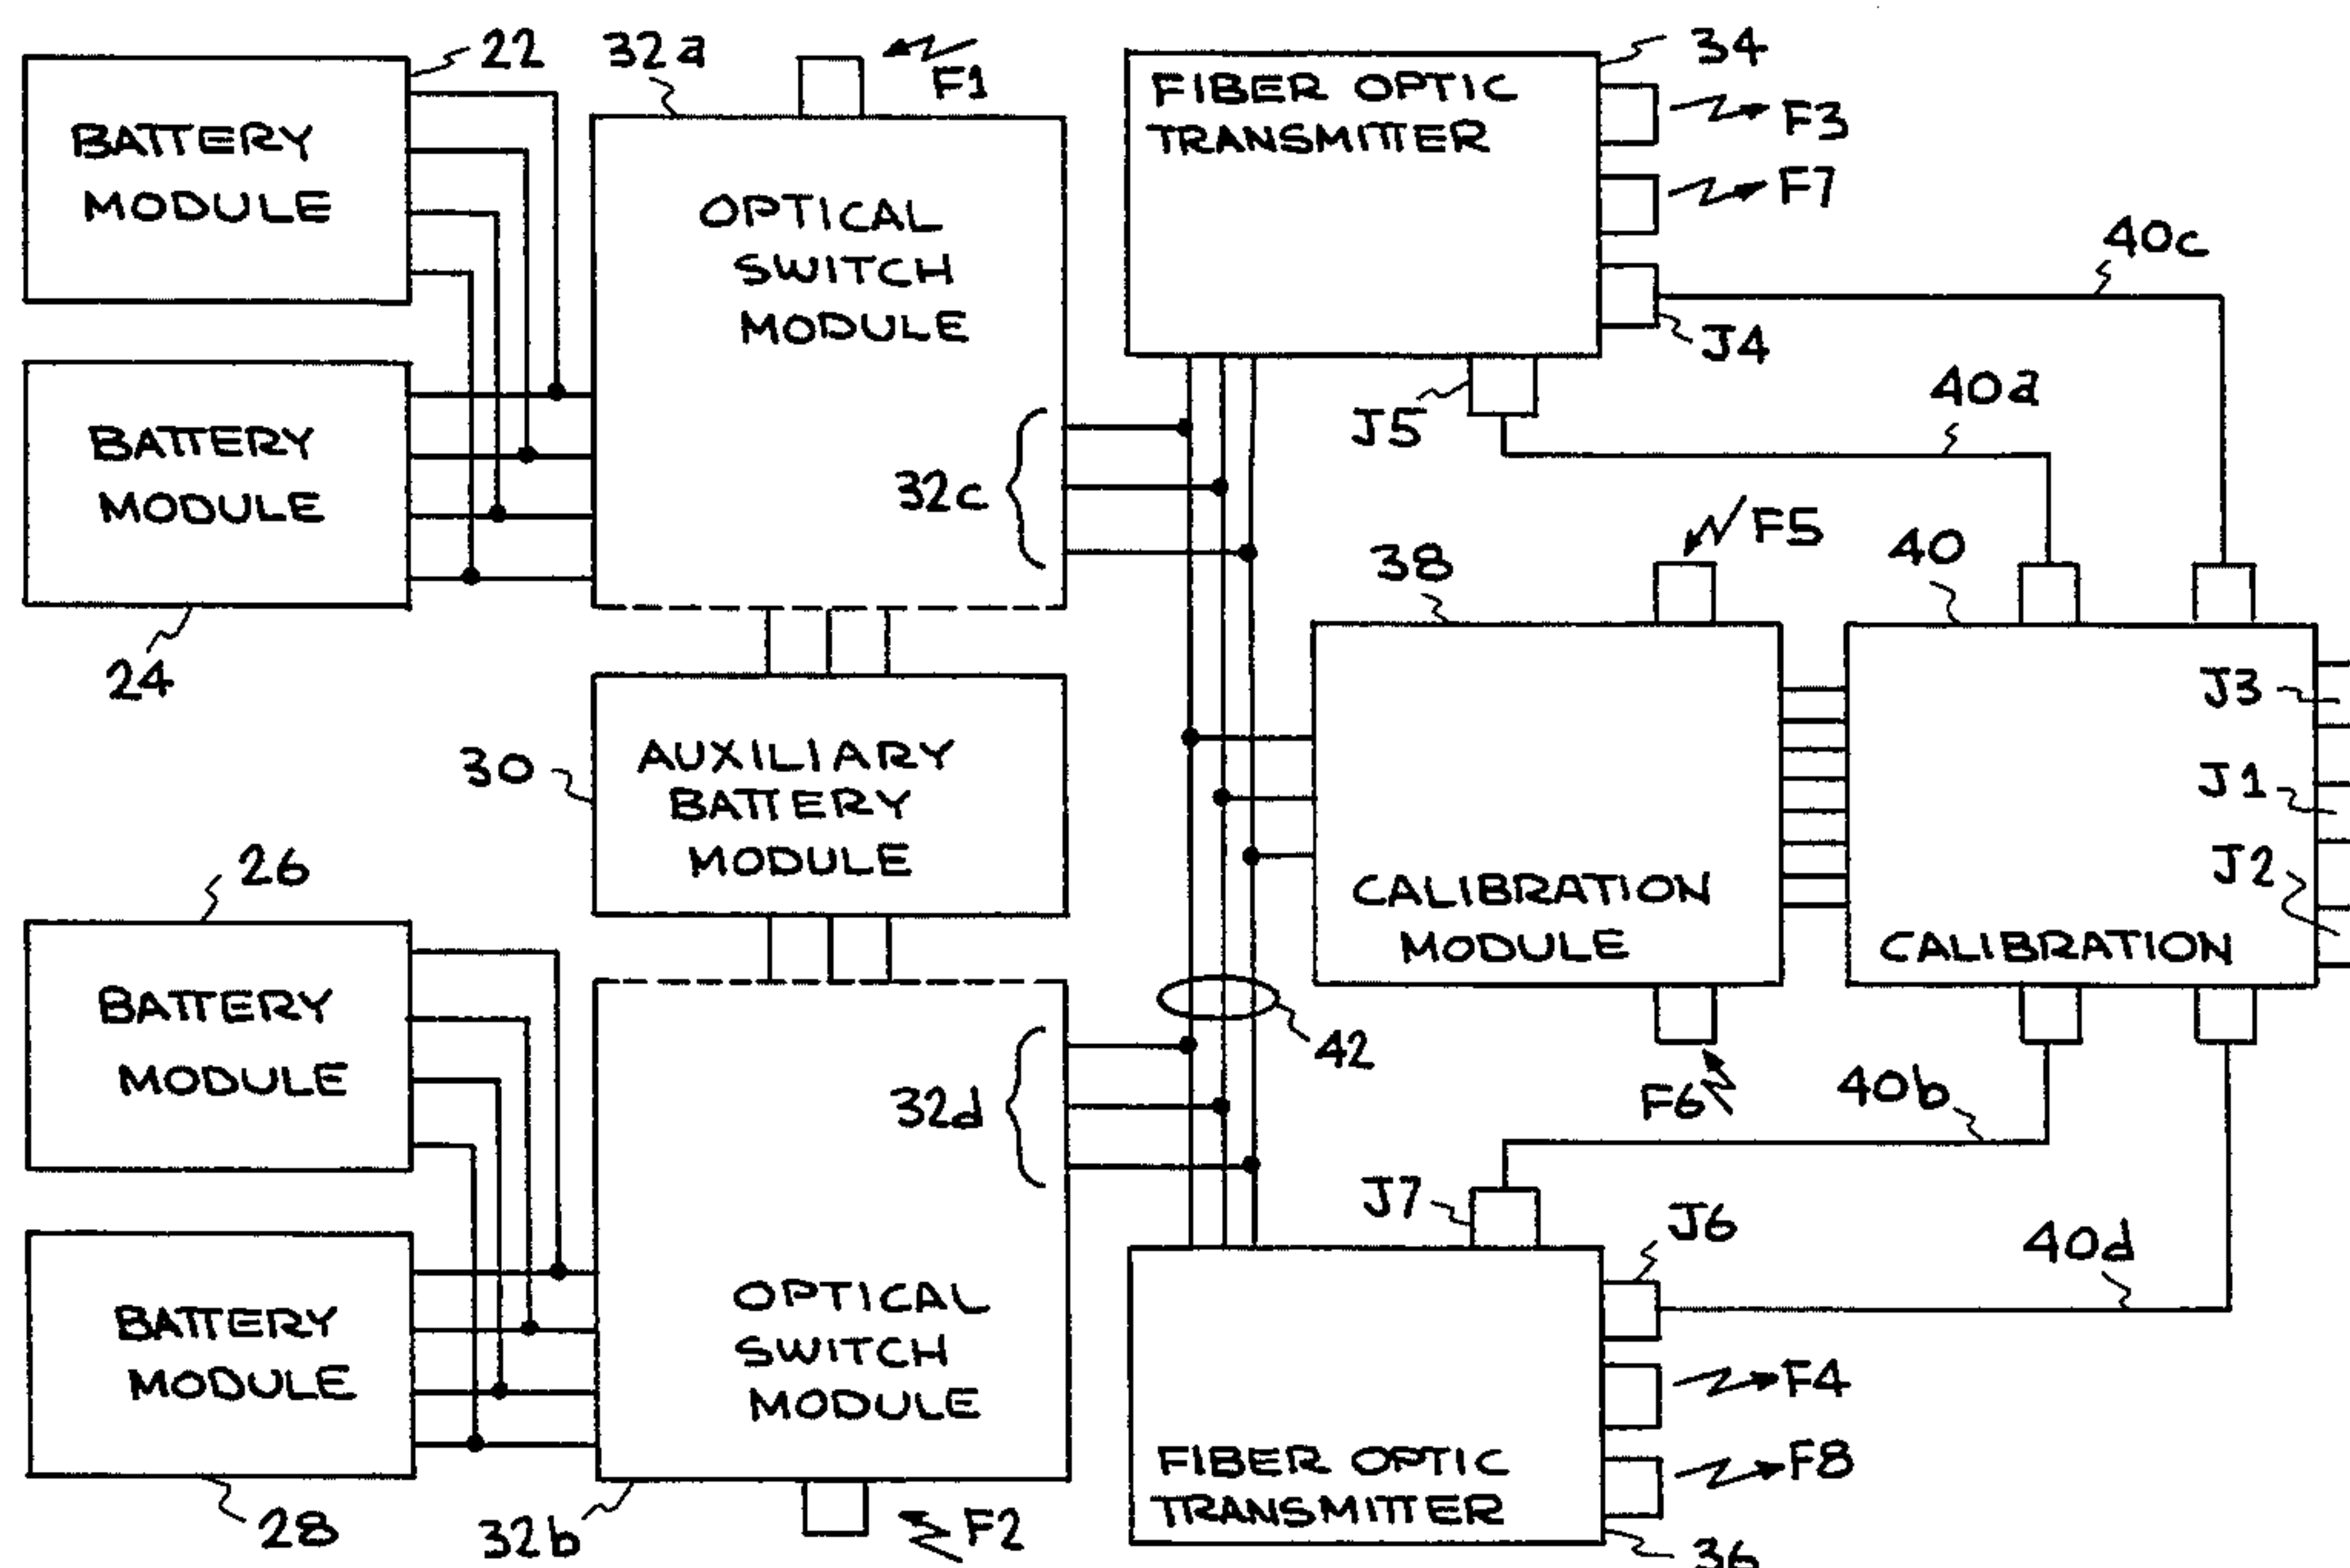 22
32a
F1
34
BATTERY
MODULE
FIBER OPTIC
TRANSMITTER
F3
F7
OPTICAL
SWITCH
MODULE
40c
J4
40a
J5
BATTERY
MODULE
32c
F5
38
40
24
J3
30
AUXILIARY
BATTERY
MODULE
J1
J2
26
CALIBRATION
MODULE
CALIBRATION
BATTERY
MODULE
42
32d
F6
40b
J7
J6
40d
BATTERY
MODULE
OPTICAL
SWITCH
MODULE
F4
F8
FIBER OPTIC
TRANSMITTER
28
32b
F2
36